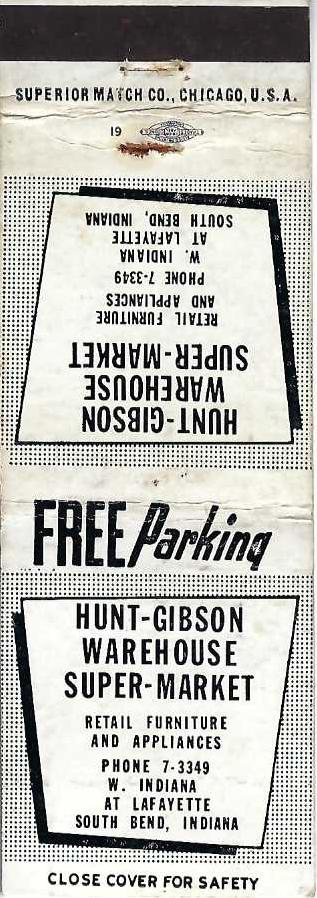 SUPERIOR MATCH CO., CHICAGO, U.S.A.
19
HUNT-GIBSON
WAREHOUSE
SUPER-MARKET
RETAIL FURNITURE
AND APPLIANCES
PHONE 7-3349
W. INDIANA
AT LAFAYETTE
SOUTH BEND, INDIANA
FREE Parking
HUNT-GIBSON
WAREHOUSE
SUPER-MARKET
RETAIL FURNITURE
AND APPLIANCES
PHONE 7-3349
W. INDIANA
AT LAFAYETTE
SOUTH BEND, INDIANA
CLOSE COVER FOR SAFETY